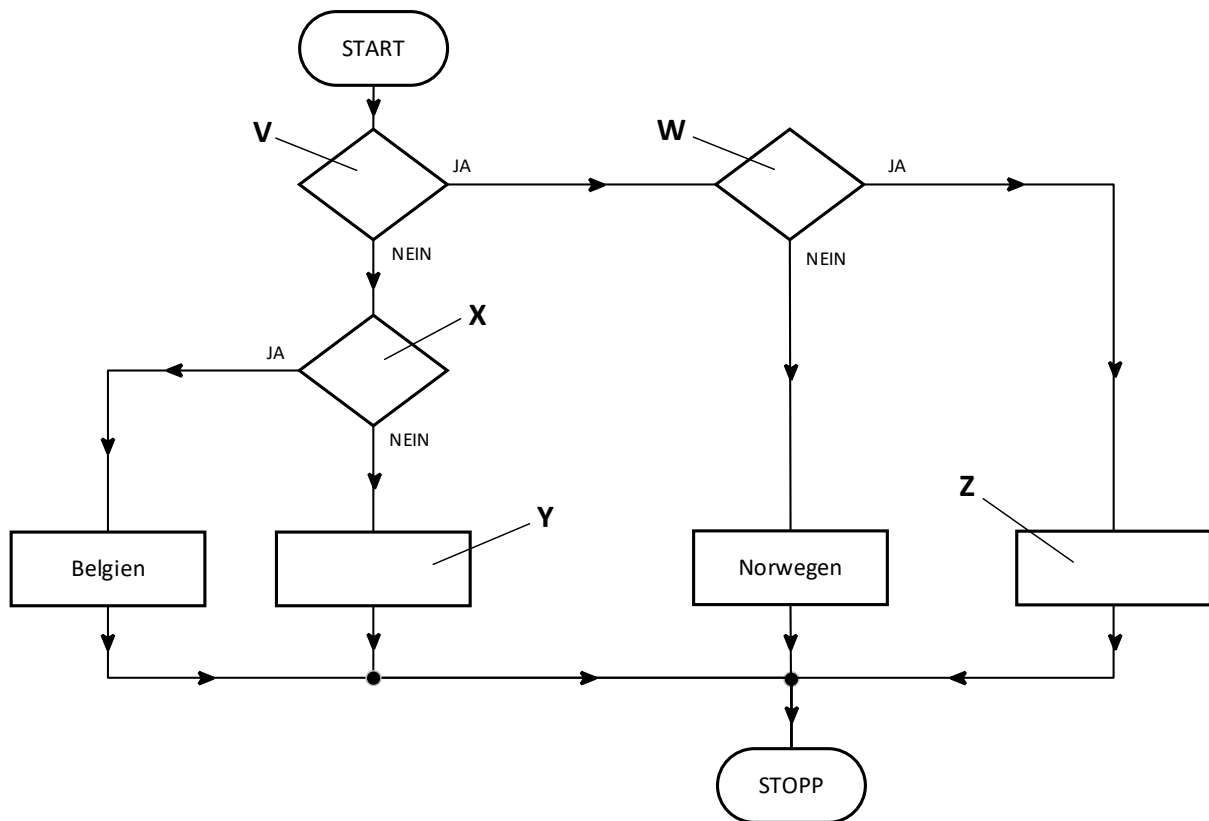 START
V
W
JA
JA
NEIN
NEIN
X
JA
NEIN
Z
Y
Belgien
Norwegen
STOPP